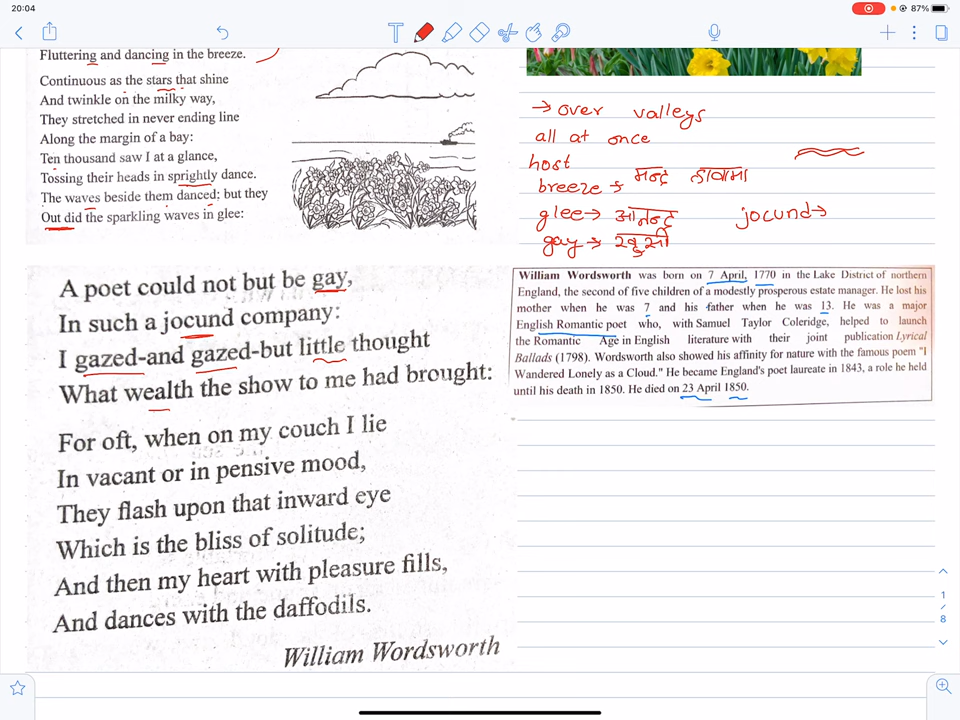 20:04
87%
Fluttering and dancing in the breeze.
Continuous as the stars that shine
And twinkle on the milky way,
They stretched in never ending line
Along the margin of a bay:
Ten thousand saw I at a glance,
Tossing their heads in sprightly dance.
The waves beside them danced: but they
Out did the sparkling waves in glee:
A poet could not but be gay,
In such a jocund company:
I gazed-and gazed-but little thought
What wealth the show to me had brought:
For oft, when on my couch I lie
In vacant or in pensive mood,
They flash upon that inward eye
Which is the bliss of solitude;
And then my heart with pleasure fills,
And dances with the daffodils.
William Wordsworth
→ over valleys
all at once
host
breeze → मन्द हावामा
glee → आनन्द jocund →
gay → खुसी
William Wordsworth was born on 7 April, 1770 in the Lake District of northern
England, the second of five children of a modestly prosperous estate manager. He lost his
mother when he was 7 and his father when he was 13. He was a major
English Romantic poet who, with Samuel Taylor Coleridge, helped to launch
the Romantic Age in English literature with their joint publication Lyrical
Ballads (1798). Wordsworth also showed his affinity for nature with the famous poem "I
Wandered Lonely as a Cloud." He became England's poet laureate in 1843, a role he held
until his death in 1850. He died on 23 April 1850.
1
/
8